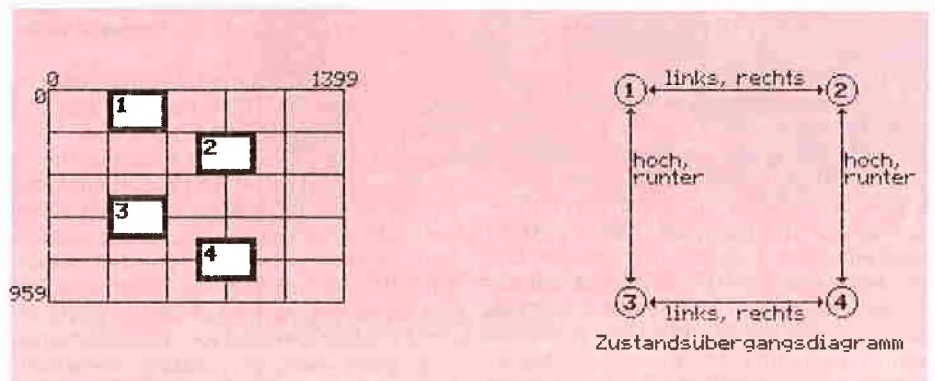 0 1399
0
1
2
3
4
959
1 links, rechts 2
hoch, runter
hoch, runter
3 links, rechts 4
Zustandsübergangsdiagramm